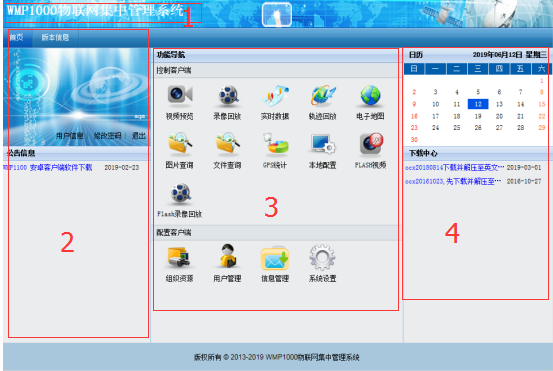 WMP1000物联网集中管理系统
1
首页 版本信息
用户信息 修改密码 退出
公告信息
1100 安卓客户端软件下载 2019-02-23
2
功能导航
控制客户端
视频预览 录像回放 实时数据 轨迹回放 电子地图
图片查询 文件查询 GPS统计 本地配置 FLASH视频
Flash录像回放
3
配置客户端
组织资源 用户管理 信息管理 系统设置
日历 2019年06月12日 星期三
日 一 二 三 四 五 六
1
2 3 4 5 6 7 8
9 10 11 12 13 14 15
16 17 18 19 20 21 22
23 24 25 26 27 28 29
30
下载中心
ocx20180814下载并解压至英文… 2019-03-01
ocx20161023,先下载并解压至… 2016-10-27
4
版权所有 © 2013-2019 WMP1000物联网集中管理系统